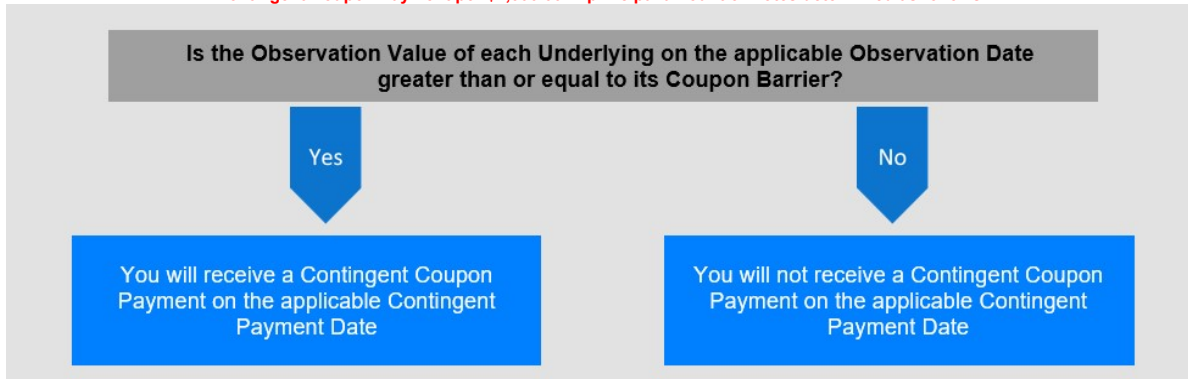 Is the Observation Value of each Underlying on the applicable Observation Date
greater than or equal to its Coupon Barrier?
Yes
No
You will receive a Contingent Coupon
Payment on the applicable Contingent
Payment Date
You will not receive a Contingent Coupon
Payment on the applicable Contingent
Payment Date